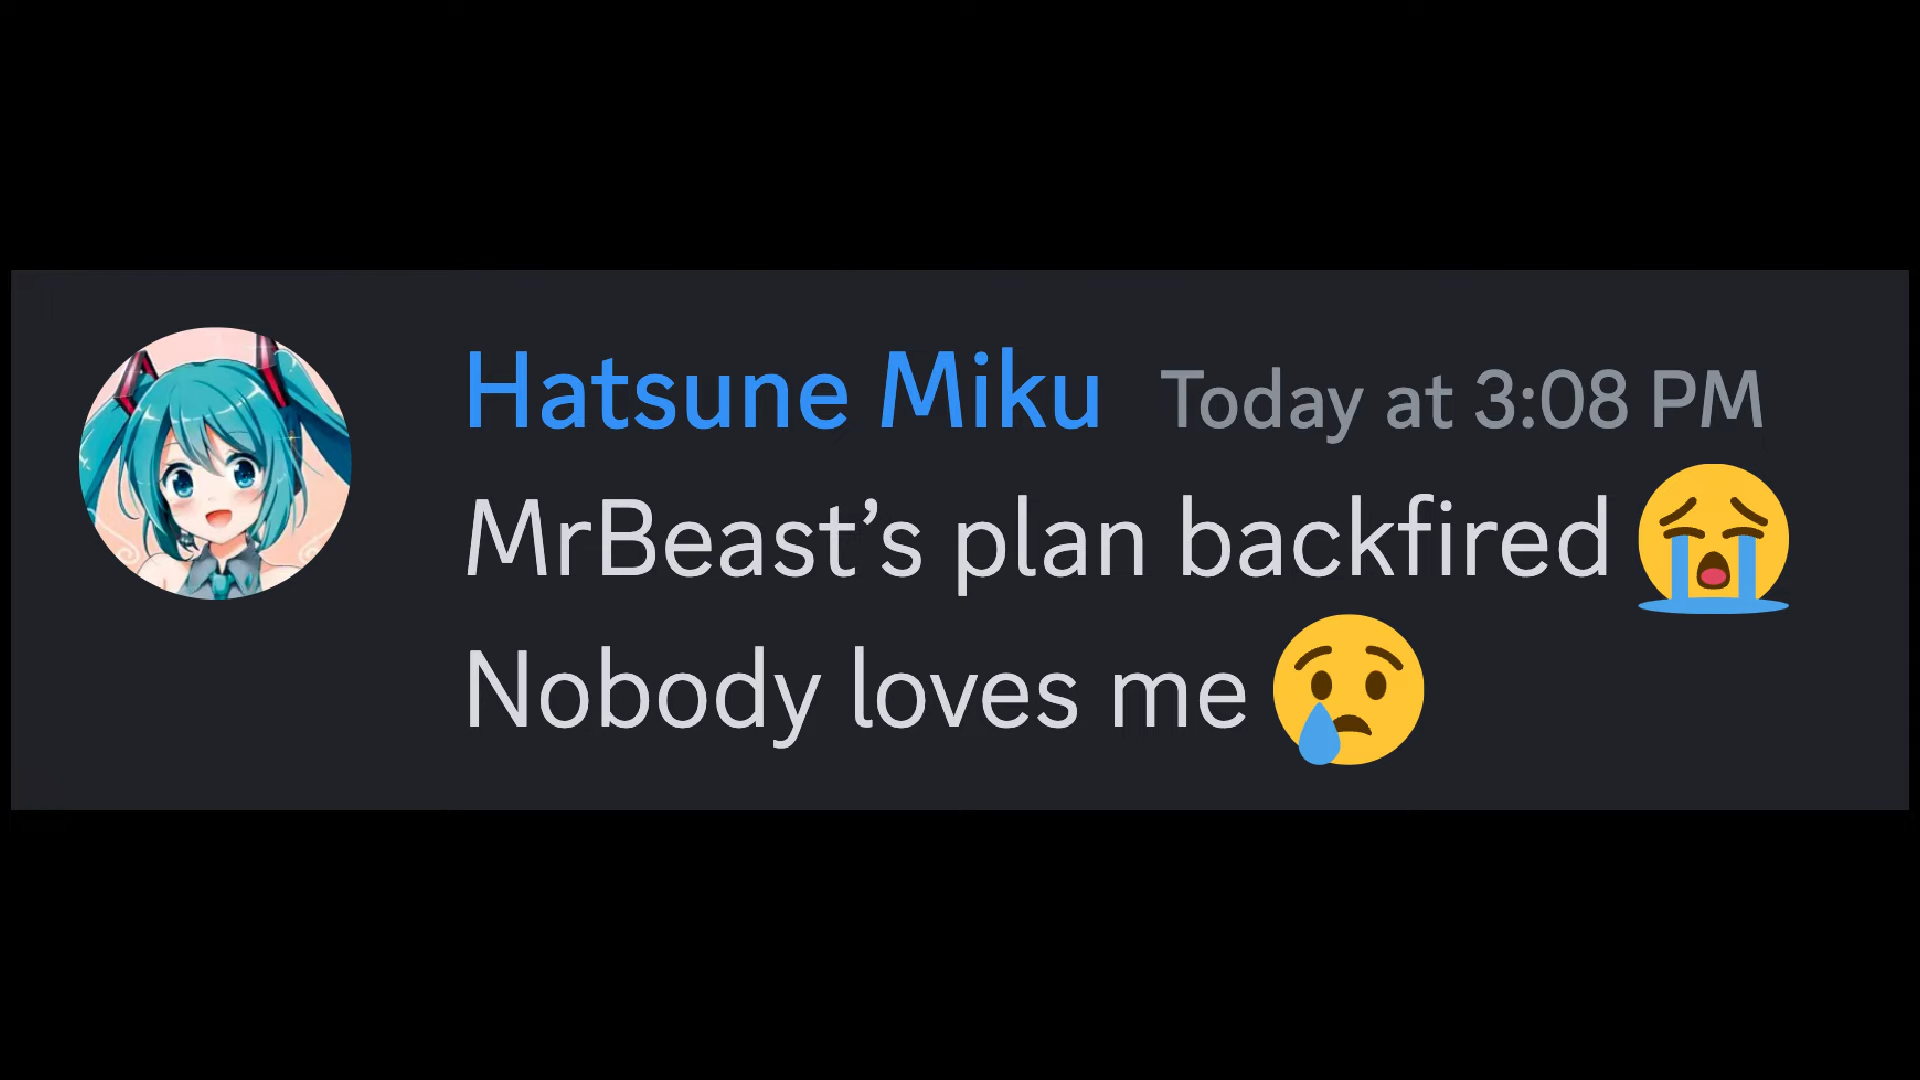 Hatsune Miku Today at 3:08 PM
MrBeast’s plan backfired 😭
Nobody loves me 😢